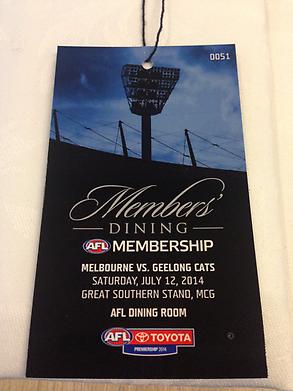 0051
Members'
DINING
AFL MEMBERSHIP
MELBOURNE VS. GEELONG CATS
SATURDAY, JULY 12, 2014
GREAT SOUTHERN STAND, MCG
AFL DINING ROOM
AFL TOYOTA
PREMIERSHIP 2014